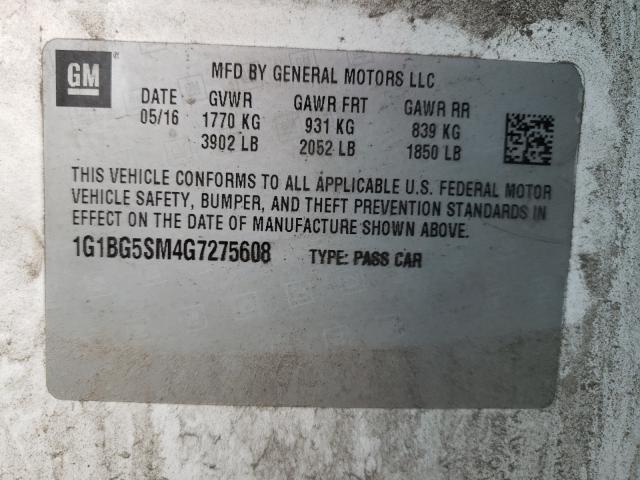 GM
MFD BY GENERAL MOTORS LLC
DATE GVWR GAWR FRT GAWR RR
05/16 1770 KG 931 KG 839 KG
3902 LB 2052 LB 1850 LB
THIS VEHICLE CONFORMS TO ALL APPLICABLE U.S. FEDERAL MOTOR
VEHICLE SAFETY, BUMPER, AND THEFT PREVENTION STANDARDS IN
EFFECT ON THE DATE OF MANUFACTURE SHOWN ABOVE.
1G1BG5SM4G7275608 TYPE: PASS CAR